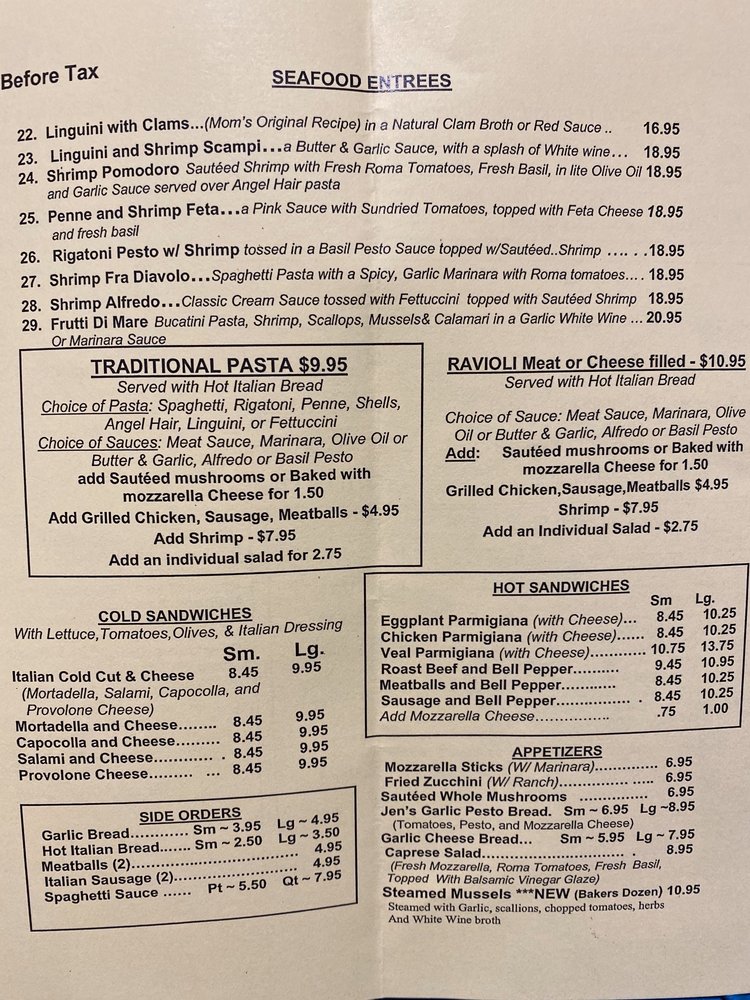 Before Tax
SEAFOOD ENTREES
22. Linguini with Clams...(Mom's Original Recipe) in a Natural Clam Broth or Red Sauce .. 16.95
23. Linguini and Shrimp Scampi...a Butter & Garlic Sauce, with a splash of White wine... 18.95
24. Shrimp Pomodoro Sautéed Shrimp with Fresh Roma Tomatoes, Fresh Basil, in lite Olive Oil 18.95
and Garlic Sauce served over Angel Hair pasta
25. Penne and Shrimp Feta...a Pink Sauce with Sundried Tomatoes, topped with Feta Cheese 18.95
and fresh basil
26. Rigatoni Pesto w/ Shrimp tossed in a Basil Pesto Sauce topped w/Sautéed..Shrimp .... . .18.95
27. Shrimp Fra Diavolo...Spaghetti Pasta with a Spicy, Garlic Marinara with Roma tomatoes.... 18.95
28. Shrimp Alfredo...Classic Cream Sauce tossed with Fettuccini topped with Sautéed Shrimp 18.95
29. Frutti Di Mare Bucatini Pasta, Shrimp, Scallops, Mussels& Calamari in a Garlic White Wine ... 20.95
Or Marinara Sauce
TRADITIONAL PASTA $9.95
Served with Hot Italian Bread
Choice of Pasta: Spaghetti, Rigatoni, Penne, Shells,
Angel Hair, Linguini, or Fettuccini
Choice of Sauces: Meat Sauce, Marinara, Olive Oil or
Butter & Garlic, Alfredo or Basil Pesto
add Sautéed mushrooms or Baked with
mozzarella Cheese for 1.50
Add Grilled Chicken, Sausage, Meatballs - $4.95
Add Shrimp - $7.95
Add an individual salad for 2.75
RAVIOLI Meat or Cheese filled - $10.95
Served with Hot Italian Bread
Choice of Sauce: Meat Sauce, Marinara, Olive
Oil or Butter & Garlic, Alfredo or Basil Pesto
Add: Sautéed mushrooms or Baked with
mozzarella Cheese for 1.50
Grilled Chicken,Sausage,Meatballs $4.95
Shrimp - $7.95
Add an Individual Salad - $2.75
COLD SANDWICHES
With Lettuce,Tomatoes,Olives, & Italian Dressing
Sm. Lg.
Italian Cold Cut & Cheese 8.45 9.95
(Mortadella, Salami, Capocolla, and
Provolone Cheese)
Mortadella and Cheese........ 8.45 9.95
Capocolla and Cheese......... 8.45 9.95
Salami and Cheese............ . 8.45 9.95
Provolone Cheese......... ... 8.45 9.95
HOT SANDWICHES
Sm Lg.
Eggplant Parmigiana (with Cheese)... 8.45 10.25
Chicken Parmigiana (with Cheese)...... 8.45 10.25
Veal Parmigiana (with Cheese)............ 10.75 13.75
Roast Beef and Bell Pepper.......... 9.45 10.95
Meatballs and Bell Pepper............ 8.45 10.25
Sausage and Bell Pepper................ . 8.45 10.25
Add Mozzarella Cheese................ .75 1.00
SIDE ORDERS
Garlic Bread............ Sm ~ 3.95 Lg ~ 4.95
Hot Italian Bread....... Sm ~ 2.50 Lg ~ 3.50
Meatballs (2)..................................... 4.95
Italian Sausage (2)........................... 4.95
Spaghetti Sauce ...... Pt ~ 5.50 Qt ~ 7.95
APPETIZERS
Mozzarella Sticks (W/ Marinara)............. 6.95
Fried Zucchini (W/ Ranch)............... ..... 6.95
Sautéed Whole Mushrooms .............. 6.95
Jen's Garlic Pesto Bread. Sm ~ 6.95 Lg ~8.95
(Tomatoes, Pesto, and Mozzarella Cheese)
Garlic Cheese Bread... Sm ~ 5.95 Lg ~ 7.95
Caprese Salad............................. . 8.95
(Fresh Mozzarella, Roma Tomatoes, Fresh Basil,
Topped With Balsamic Vinegar Glaze)
Steamed Mussels ***NEW (Bakers Dozen) 10.95
Steamed with Garlic, scallions, chopped tomatoes, herbs
And White Wine broth